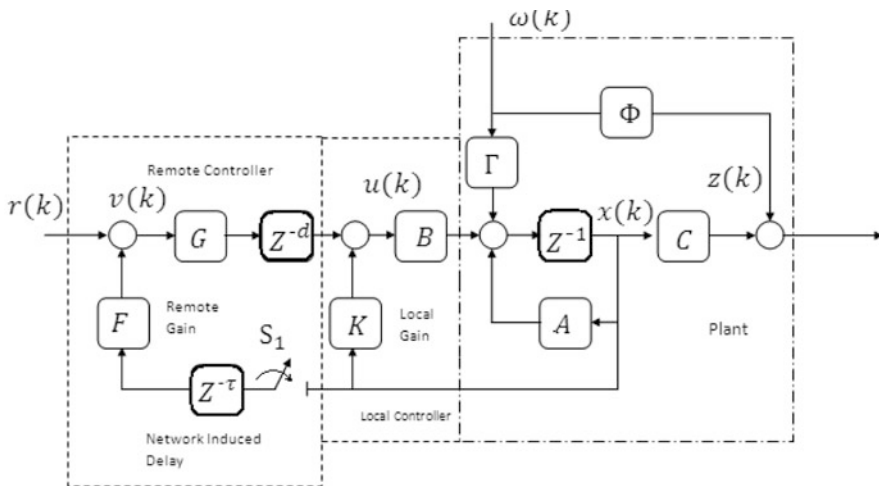 ω(k)
Φ
Remote Controller
Γ
r(k)
v(k)
u(k)
x(k)
z(k)
G
Z⁻ᵈ
B
Z⁻¹
C
F
Remote
Gain
S₁
K
Local
Gain
A
Plant
Z⁻τ
Local Controller
Network Induced
Delay